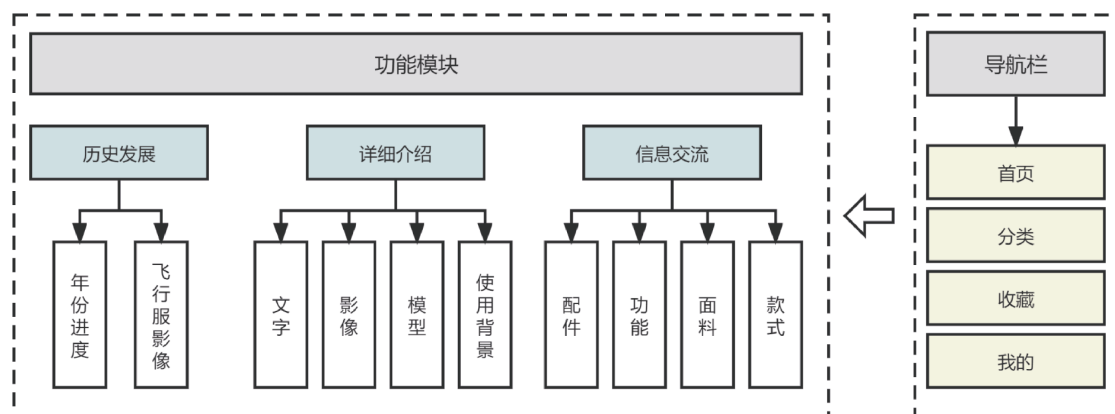 功能模块
历史发展
详细介绍
信息交流
年份进度
飞行服影像
文字
影像
模型
使用背景
配件
功能
面料
款式
导航栏
首页
分类
收藏
我的